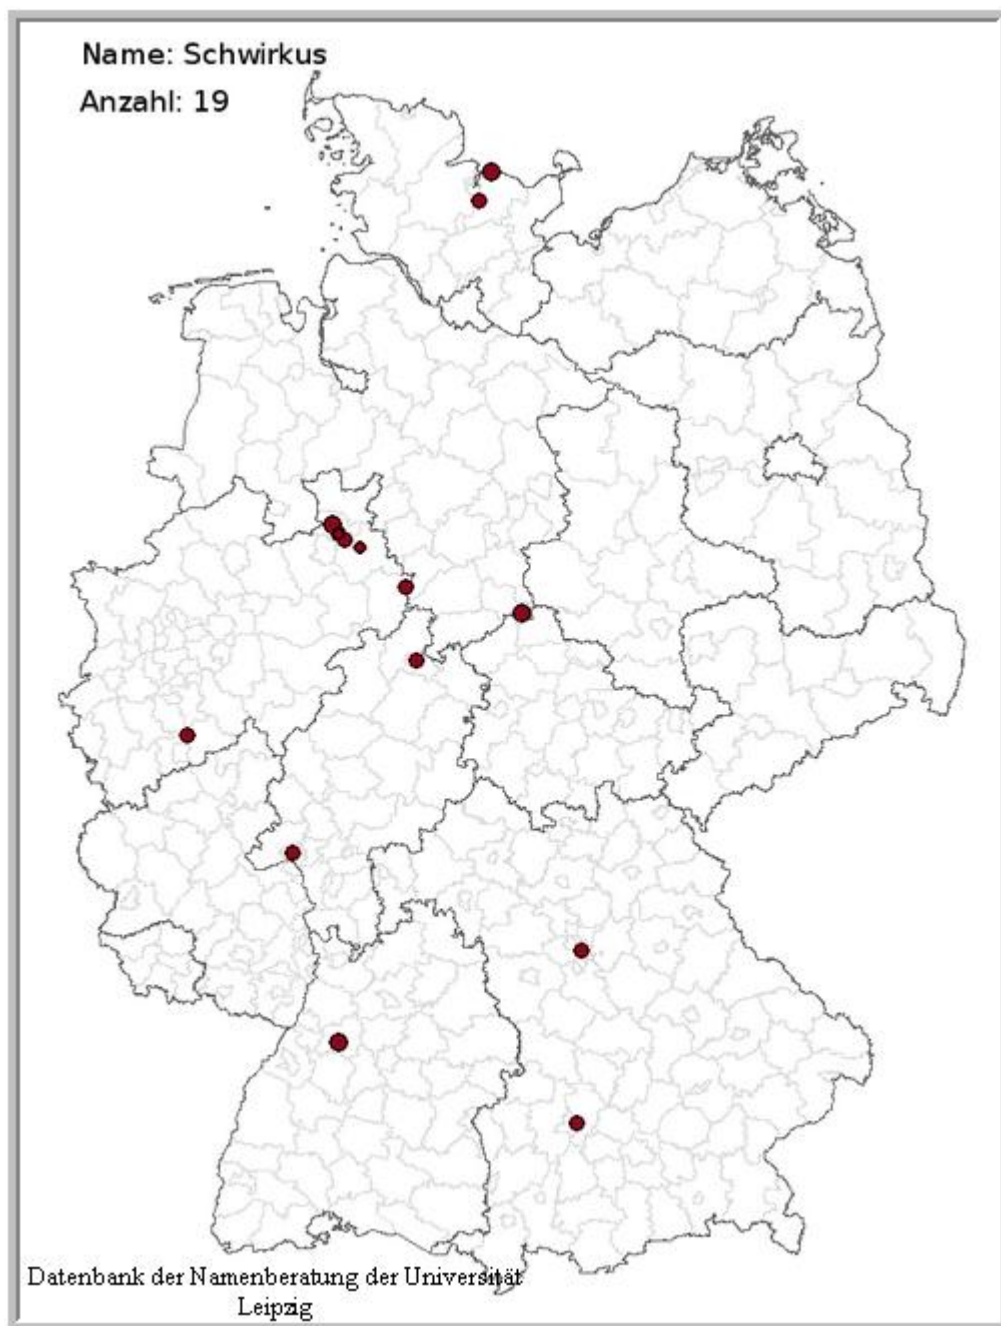 Name: Schwirkus
Anzahl: 19
Datenbank der Namenberatung der Universität
Leipzig